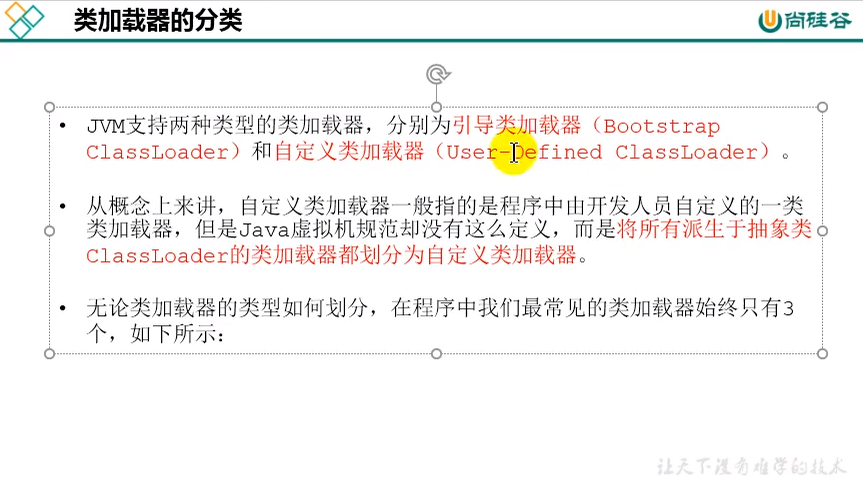 类加载器的分类
尚硅谷
• JVM支持两种类型的类加载器，分别为引导类加载器（Bootstrap
ClassLoader）和自定义类加载器（User-Defined ClassLoader）。
• 从概念上来讲，自定义类加载器一般指的是程序中由开发人员自定义的一类
类加载器，但是Java虚拟机规范却没有这么定义，而是将所有派生于抽象类
ClassLoader的类加载器都划分为自定义类加载器。
• 无论类加载器的类型如何划分，在程序中我们最常见的类加载器始终只有3
个，如下所示：
让天下没有难学的技术